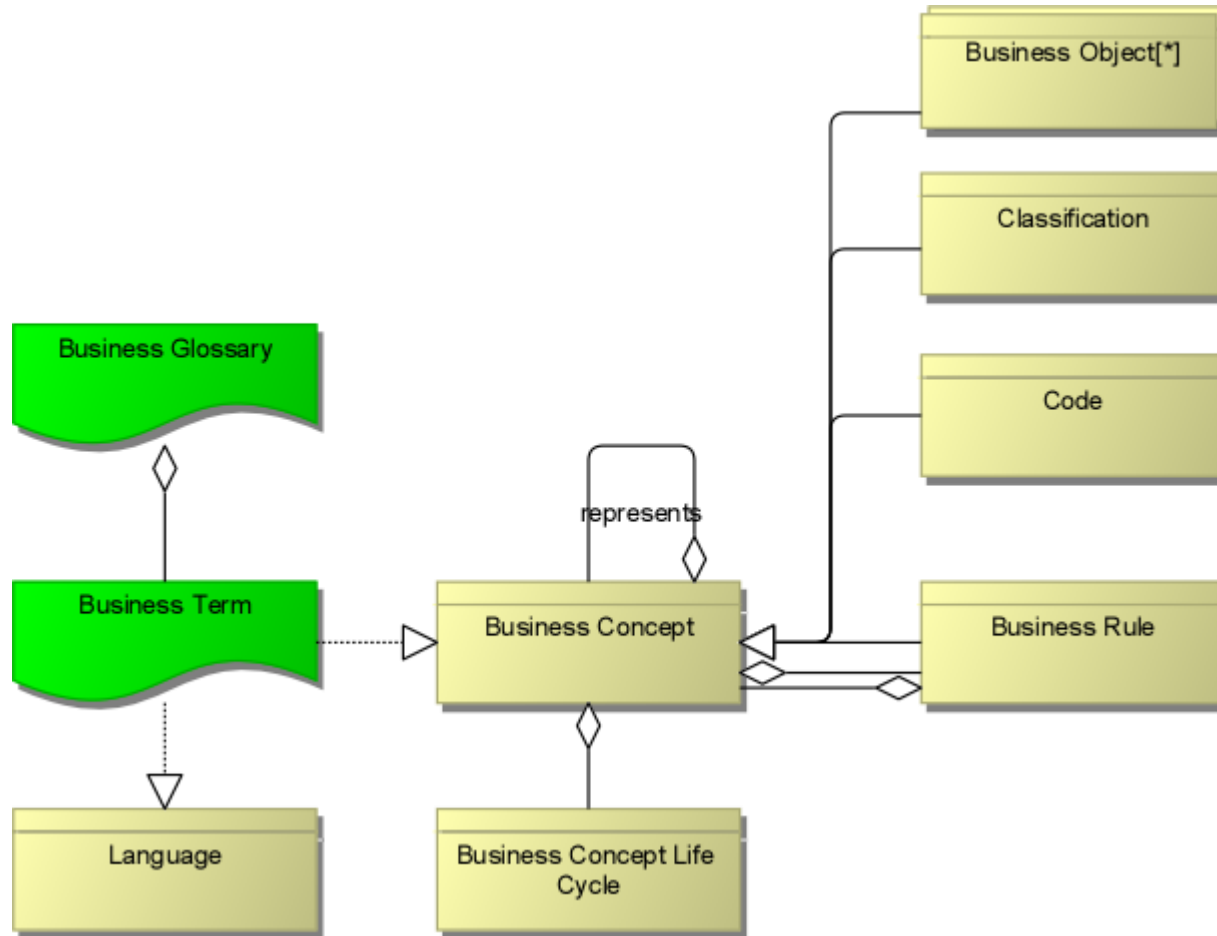 Business Object[*]
Classification
Business Glossary
Code
represents
Business Term
Business Concept
Business Rule
Language
Business Concept Life
Cycle